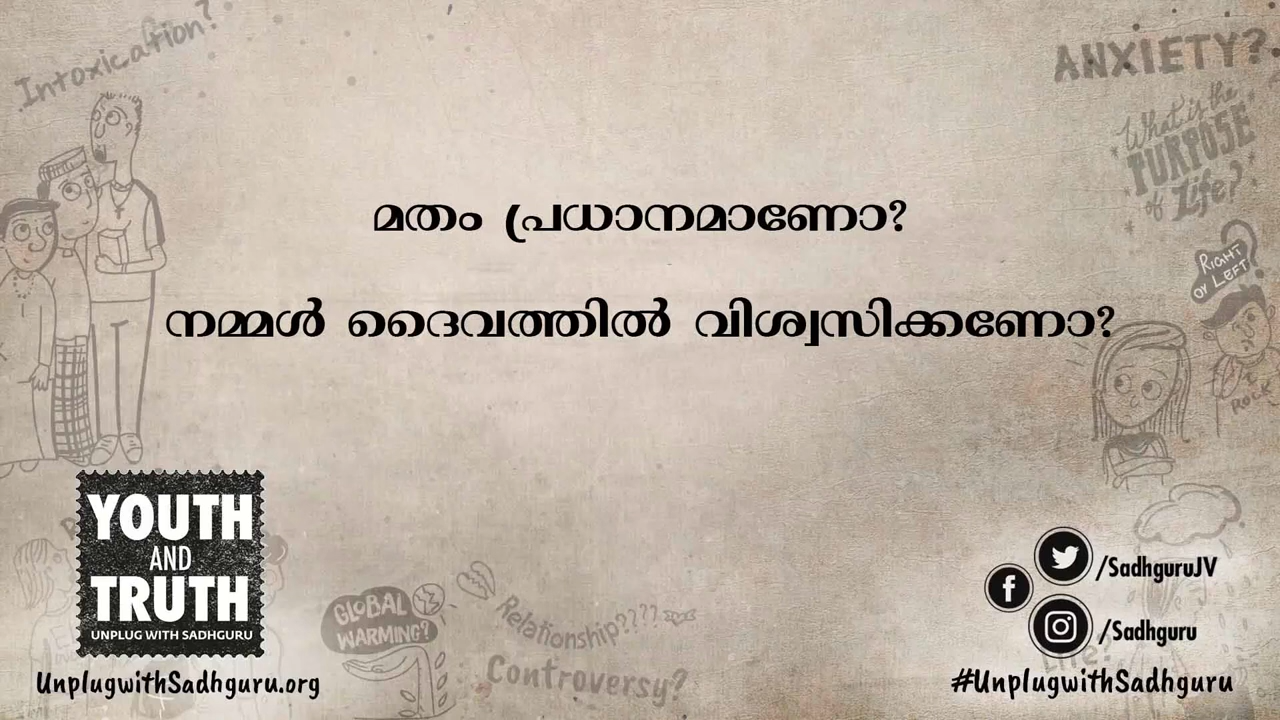 Intoxication?
ANXIETY?
What is the
PURPOSE
of Life?
മതം പ്രധാനമാണോ?
RIGHT
OY LEFT
നമ്മൾ ദൈവത്തിൽ വിശ്വസിക്കണോ?
ROCK
YOUTH
AND
TRUTH
UNPLUG WITH SADHGURU
UnplugwithSadhguru.org
GLOBAL
WARMING?
Relationship????
Controversy?
/SadhguruJV
f
/Sadhguru
#UnplugwithSadhguru